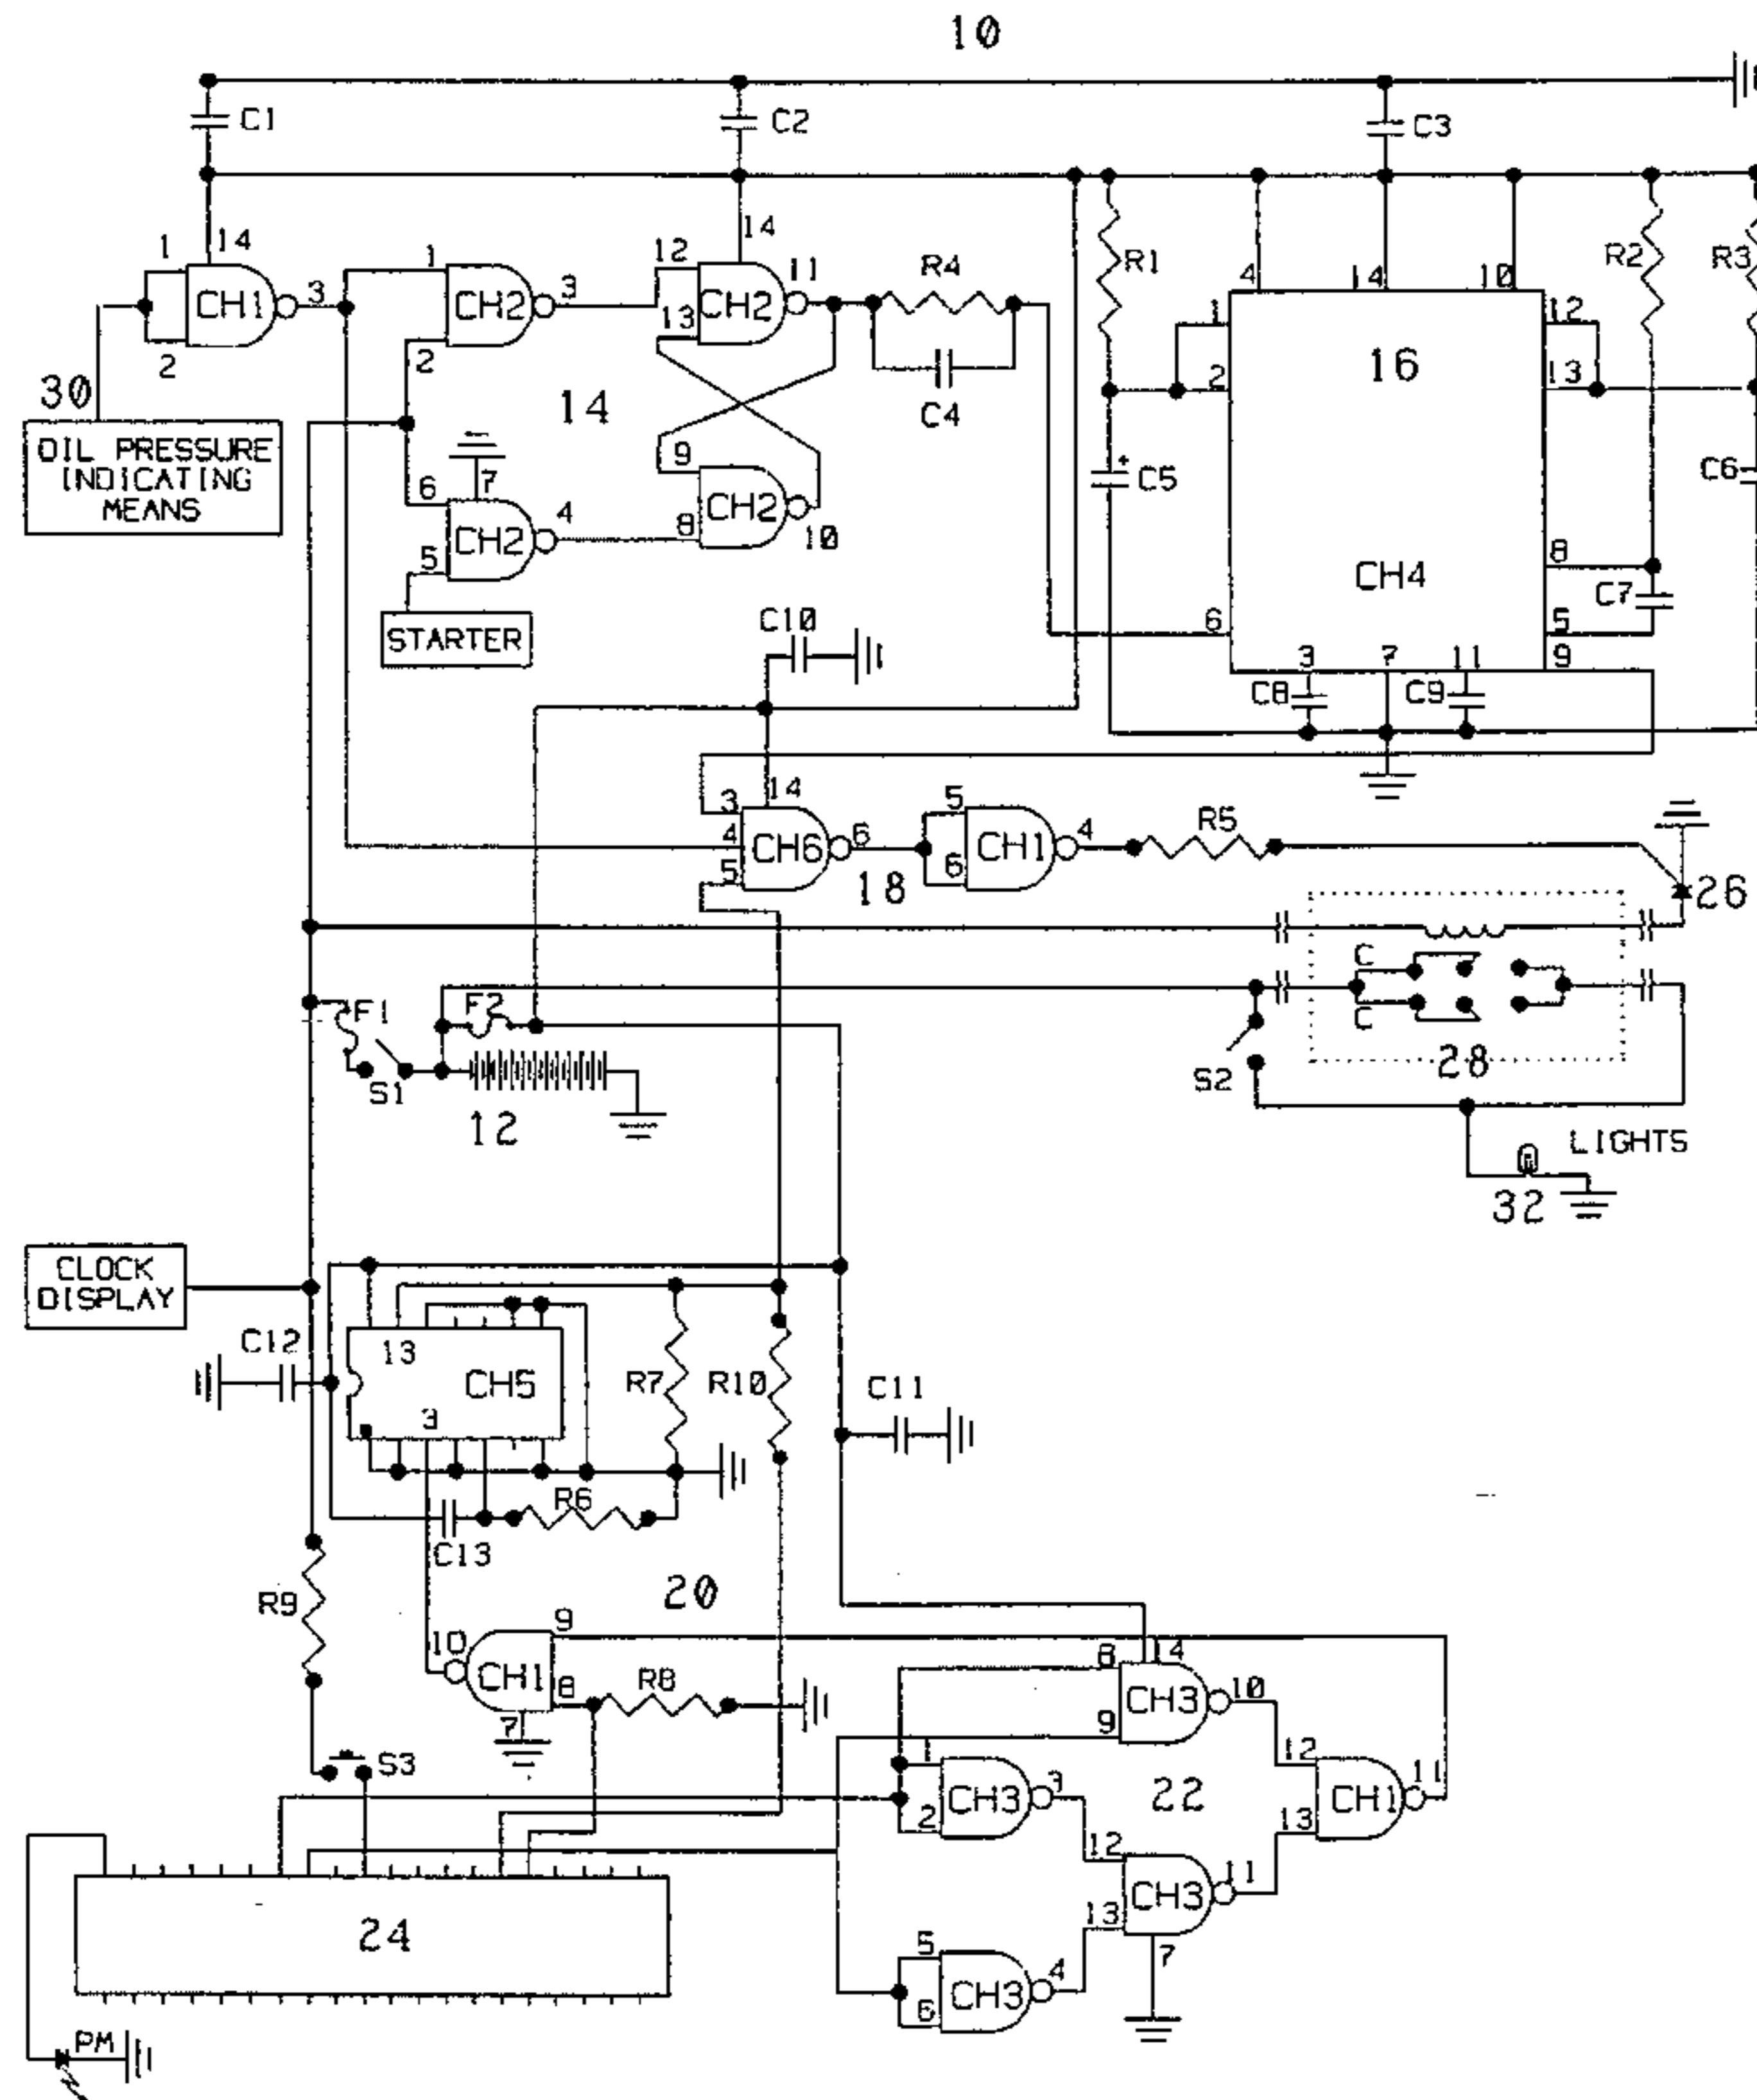 10
C1
C2
C3
1
14
CH1
3
2
1
CH2
3
2
12
14
CH2
11
13
R4
C4
R1
4
14
10
1
2
16
12
13
R2
R3
30
OIL PRESSURE
INDICATING
MEANS
14
6
7
CH2
4
5
STARTER
9
CH2
8
10
C5
C6
CH4
8
C7
5
6
3
7
11
9
C8
C9
C10
3
14
4
CH6
6
5
18
5
CH1
4
6
R5
26
F1
F2
S1
12
C
C
28
S2
LIGHTS
32
CLOCK
DISPLAY
C12
13
CH5
3
R7
R10
C11
R6
C13
R9
20
10
9
CH1
8
7
R8
S3
8
14
CH3
10
9
1
CH3
3
2
22
12
CH1
11
13
12
CH3
11
13
7
5
CH3
4
6
24
PM